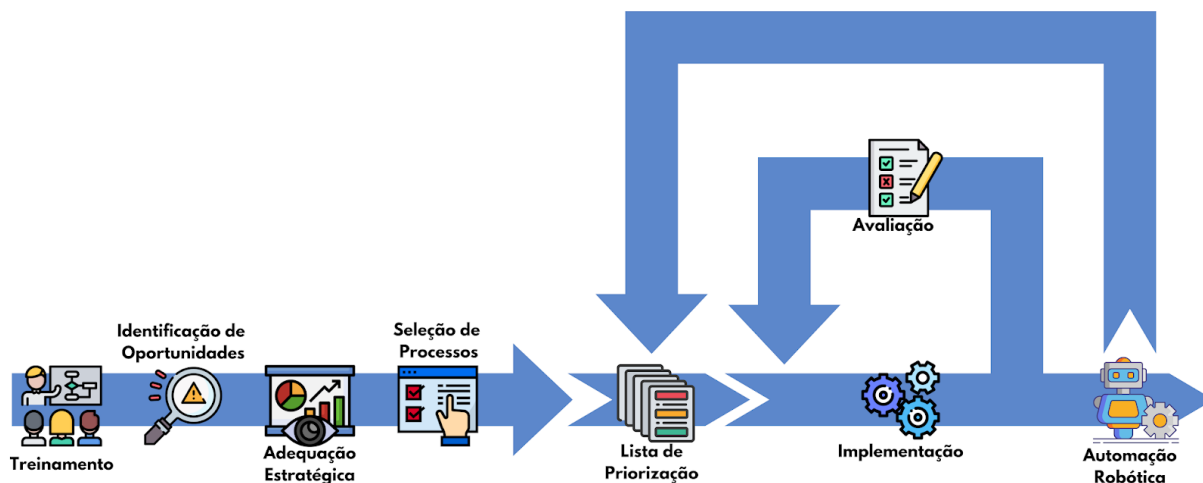 Treinamento
Identificação de
Oportunidades
Adequação
Estratégica
Seleção de
Processos
Lista de
Priorização
Implementação
Avaliação
Automação
Robótica